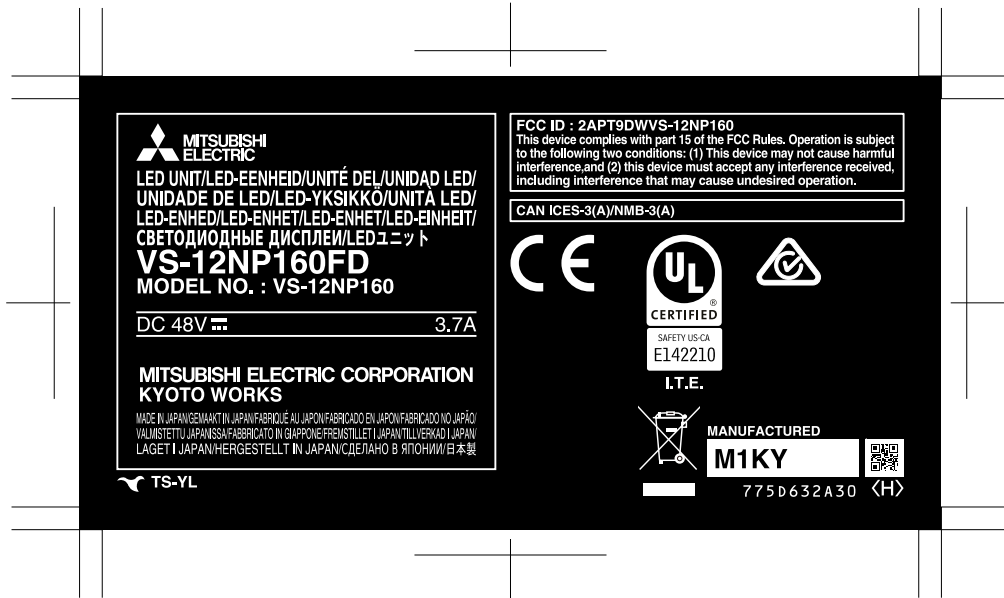 MITSUBISHI
ELECTRIC
LED UNIT/LED-EENHEID/UNITÉ DEL/UNIDAD LED/
UNIDADE DE LED/LED-YKSIKKÖ/UNITÀ LED/
LED-ENHED/LED-ENHET/LED-ENHET/LED-EINHEIT/
СВЕТОДИОДНЫЕ ДИСПЛЕИ/LEDユニット
VS-12NP160FD
MODEL NO. : VS-12NP160
DC 48V 3.7A
MITSUBISHI ELECTRIC CORPORATION
KYOTO WORKS
MADE IN JAPAN/GEMAAKT IN JAPAN/FABRIQUÉ AU JAPON/FABRICADO EN JAPON/FABRICADO NO JAPÃO/
VALMISTETTU JAPANISSA/FABBRICATO IN GIAPPONE/FREMSTILLET I JAPAN/TILLVERKAD I JAPAN/
LAGET I JAPAN/HERGESTELLT IN JAPAN/СДЕЛАНО В ЯПОНИИ/日本製
TS-YL
FCC ID : 2APT9DWVS-12NP160
This device complies with part 15 of the FCC Rules. Operation is subject
to the following two conditions: (1) This device may not cause harmful
interference,and (2) this device must accept any interference received,
including interference that may cause undesired operation.
CAN ICES-3(A)/NMB-3(A)
CE
UL
®
CERTIFIED
SAFETY US-CA
E142210
I.T.E.
MANUFACTURED
M1KY
775D632A30 〈H〉